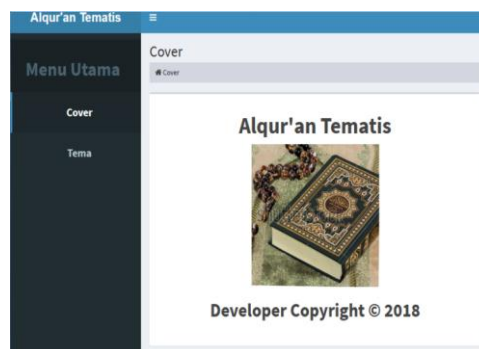 Alqur'an Tematis
Menu Utama
Cover
Tema
Cover
Cover
Alqur'an Tematis
Developer Copyright © 2018